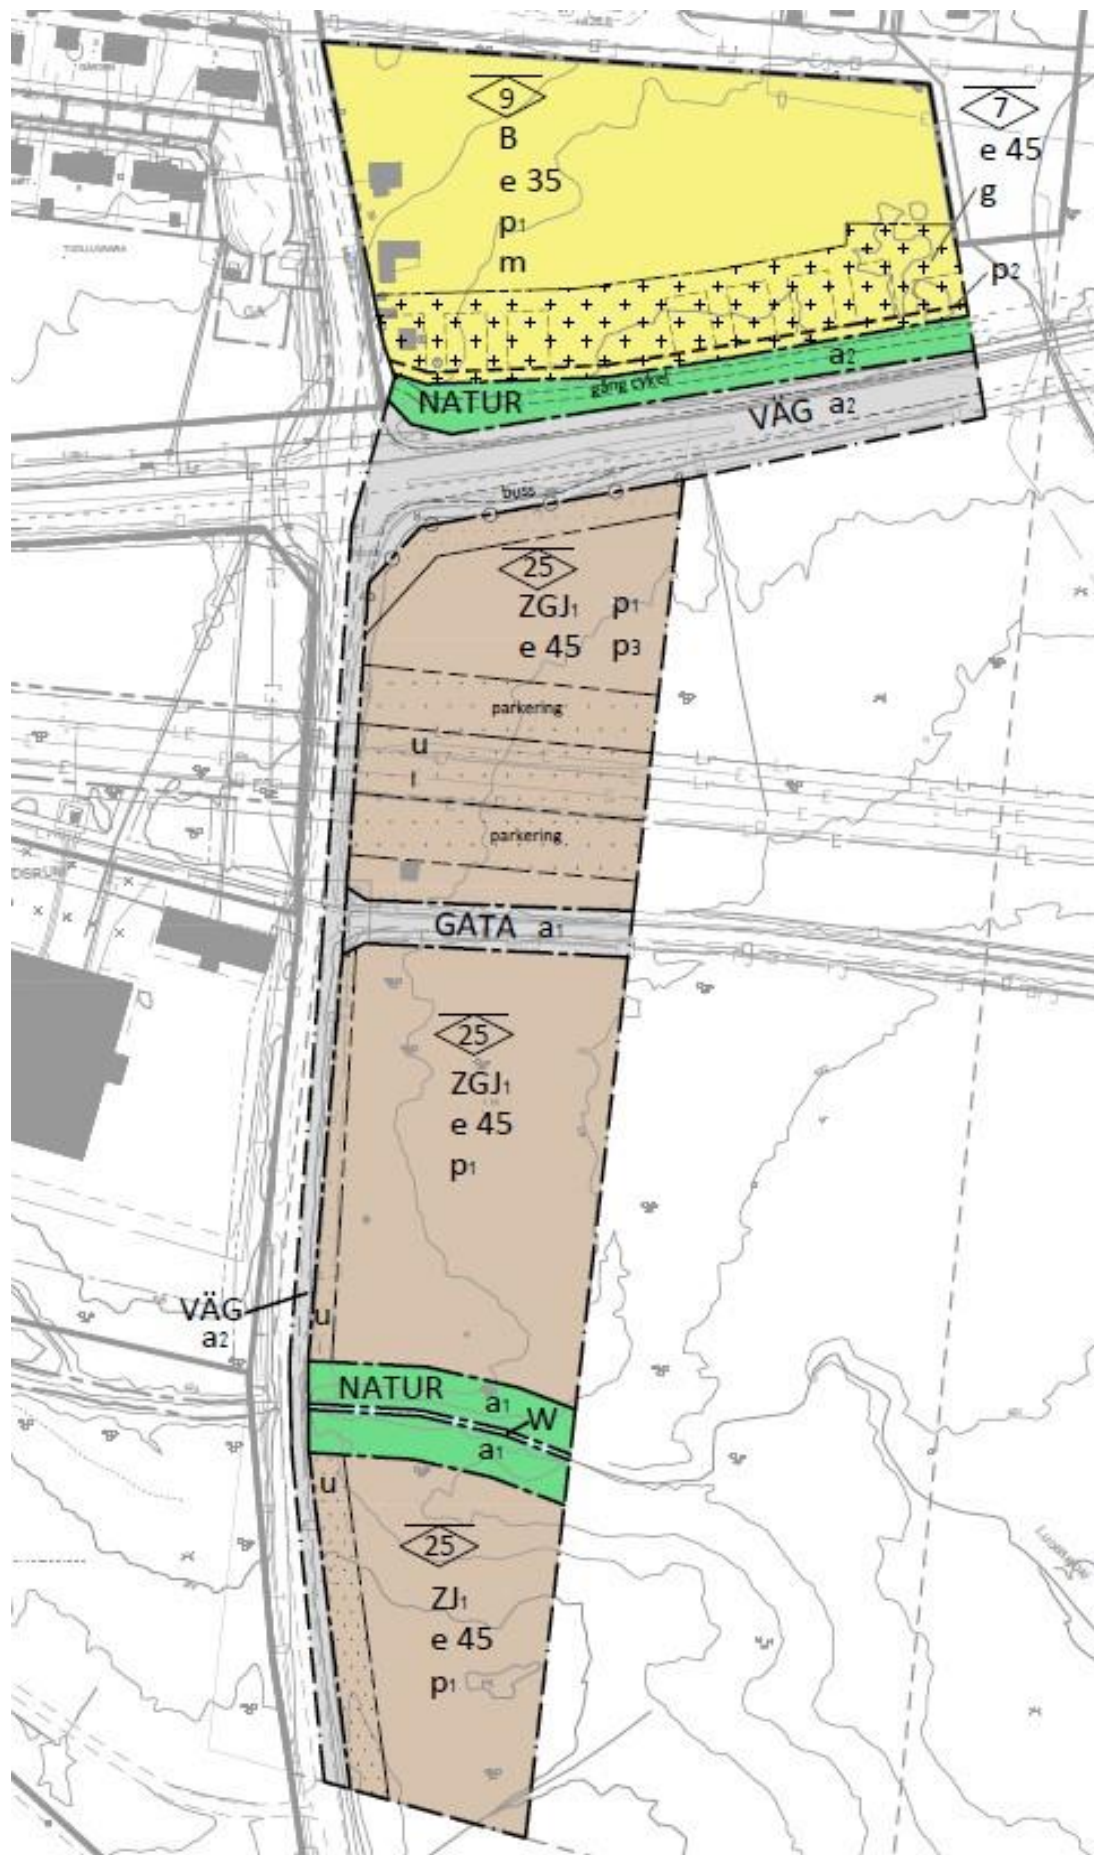 9
B
e 35
p1
m
7
e 45
g
p2
a2
gång cykel
NATUR
VÄG a2
buss
25
ZGJ1 p1
e 45 p3
parkering
u
l
parkering
GATA a1
25
ZGJ1
e 45
p1
VÄG
a2
u
NATUR
a1
W
a1
u
25
ZJ1
e 45
p1